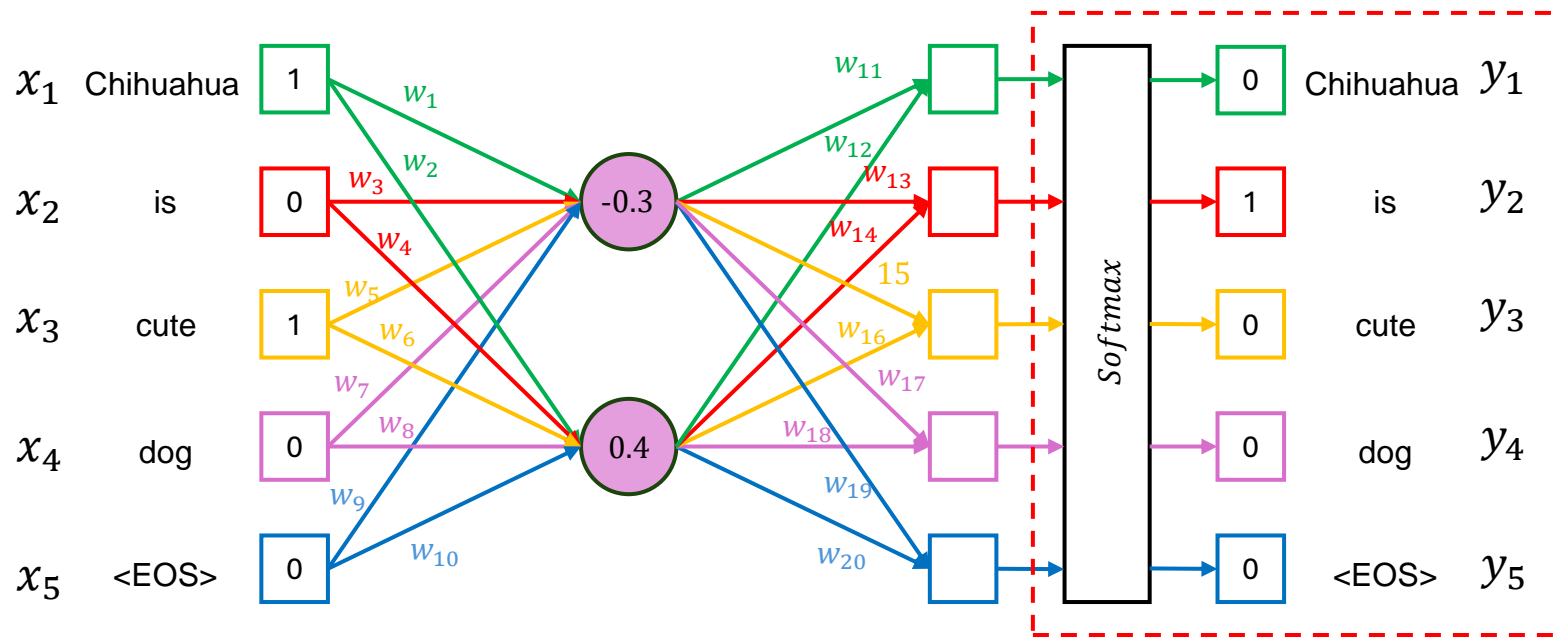 x₁ Chihuahua 1 w₁ w₂ w₁₁ w₁₂ 0 Chihuahua y₁
x₂ is 0 w₃ w₄ -0.3 w₁₃ w₁₄ 1 is y₂
x₃ cute 1 w₅ w₆ 15 w₁₆ Softmax 0 cute y₃
x₄ dog 0 w₇ w₈ 0.4 w₁₇ w₁₈ 0 dog y₄
x₅ <EOS> 0 w₉ w₁₀ w₁₉ w₂₀ 0 <EOS> y₅